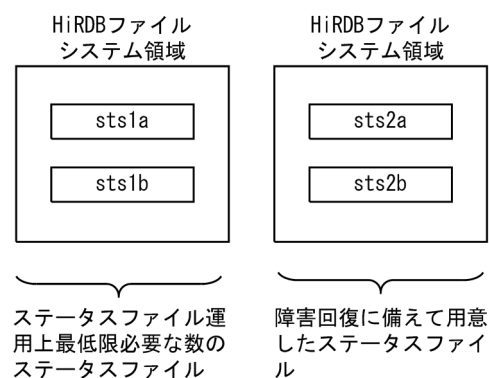 HiRDBファイル
システム領域
sts1a
sts1b
ステータスファイル運
用上最低限必要な数の
ステータスファイル
HiRDBファイル
システム領域
sts2a
sts2b
障害回復に備えて用意
したステータスファイ
ル